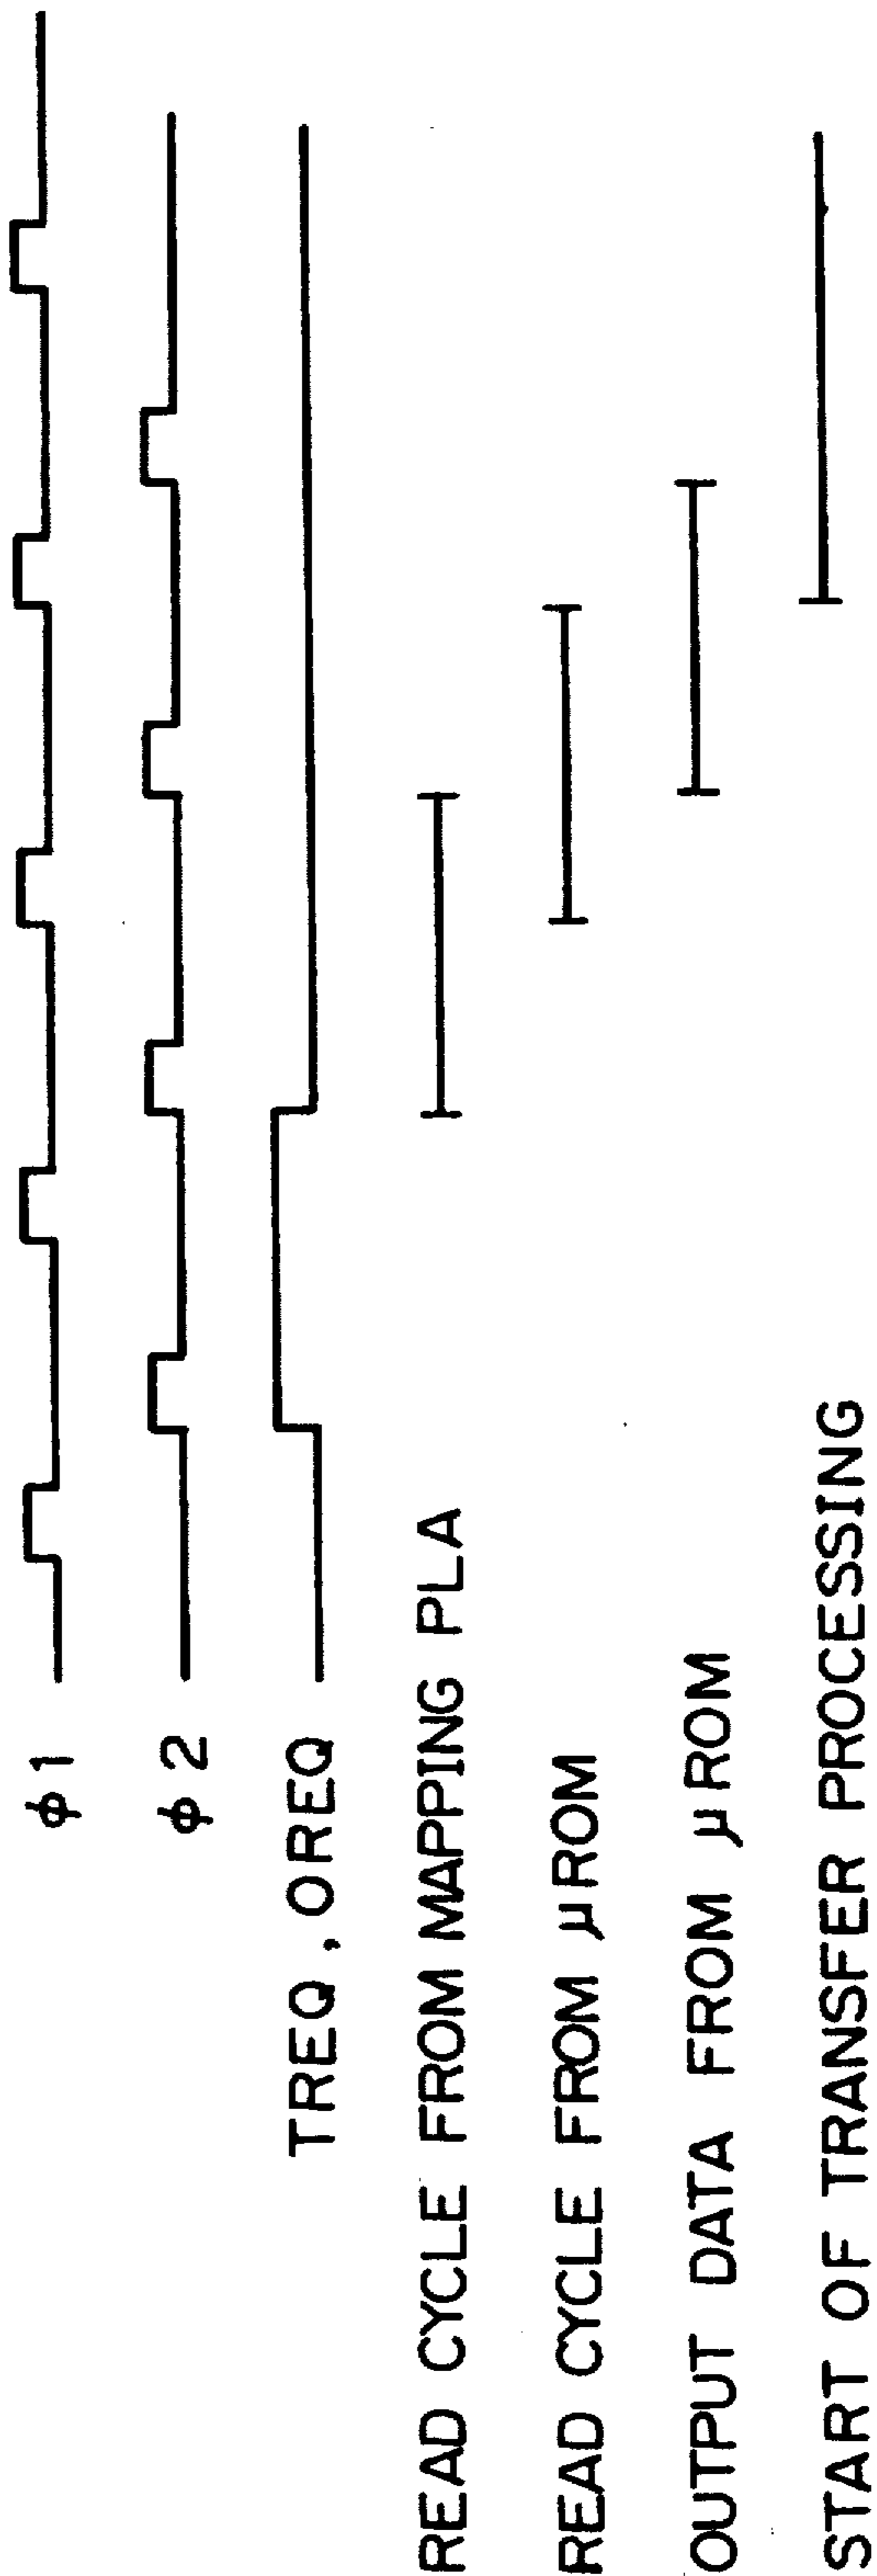 φ1
φ2
TREQ, OREQ
READ CYCLE FROM MAPPING PLA
READ CYCLE FROM μROM
OUTPUT DATA FROM μROM
START OF TRANSFER PROCESSING